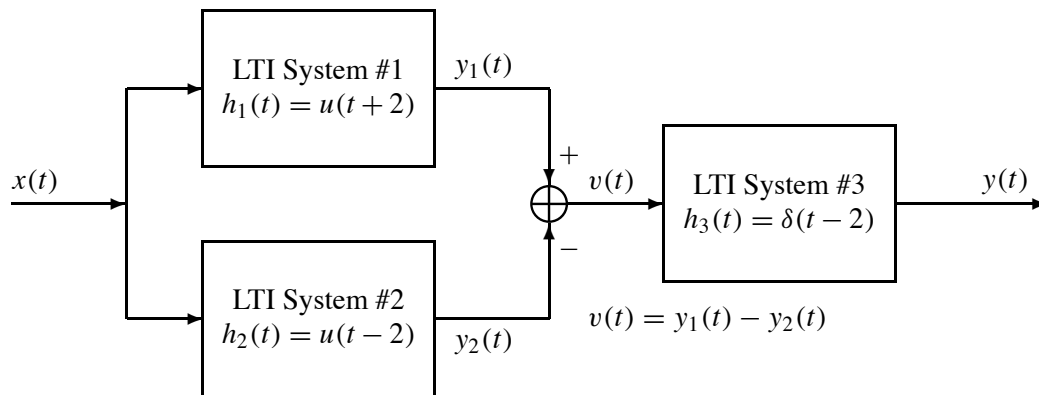 LTI System #1
h₁(t) = u(t + 2)
y₁(t)
x(t)
+
v(t)
LTI System #3
h₃(t) = δ(t − 2)
y(t)
−
LTI System #2
h₂(t) = u(t − 2)
y₂(t)
v(t) = y₁(t) − y₂(t)